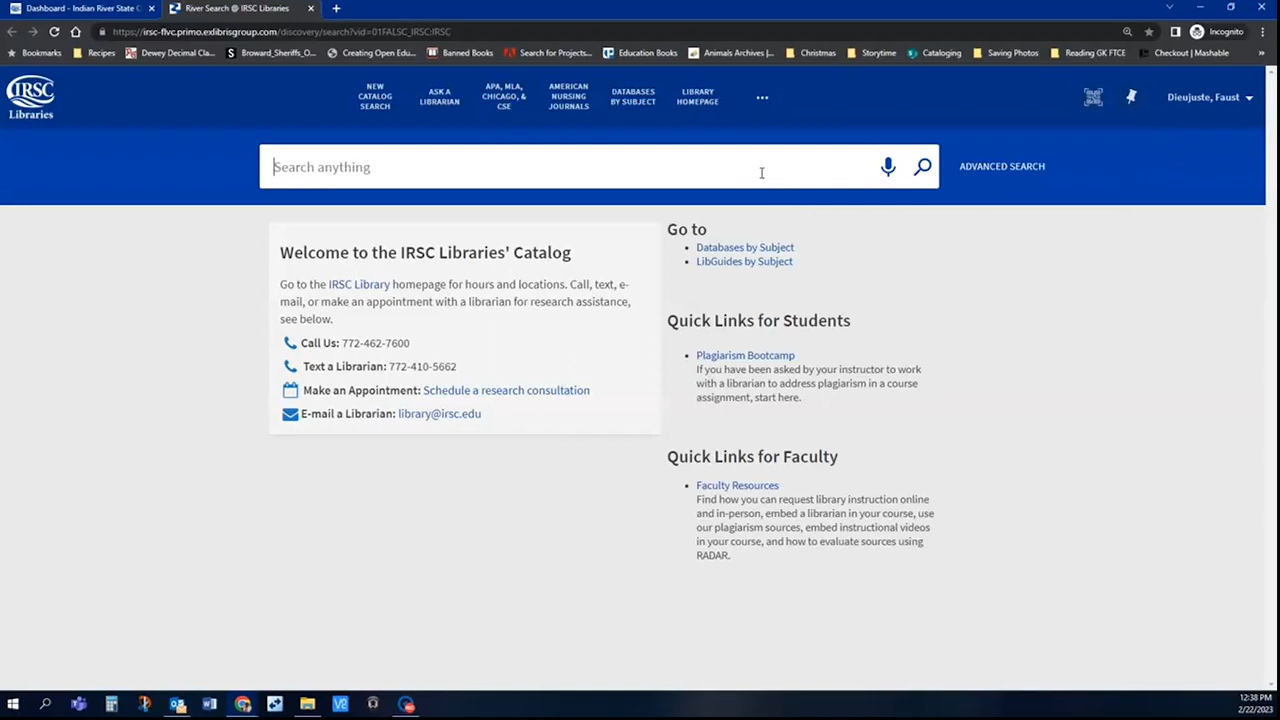 Dashboard - Indian River State C
River Search @ IRSC Libraries
https://irsc-flvc.primo.exlibrisgroup.com/discovery/search?vid=01FALSC_IRSC:IRSC
Incognito
Bookmarks
Recipes
Dewey Decimal Cla...
Broward_Sheriffs_O...
Creating Open Edu...
Banned Books
Search for Projects...
Education Books
Animals Archives |...
Christmas
Storytime
Cataloging
Saving Photos
Reading GK FTCE
Checkout | Mashable
»
IRSC
Libraries
NEW
CATALOG
SEARCH
ASK A
LIBRARIAN
APA, MLA,
CHICAGO, &
CSE
AMERICAN
NURSING
JOURNALS
DATABASES
BY SUBJECT
LIBRARY
HOMEPAGE
...
Dieujuste, Faust
Search anything
ADVANCED SEARCH
Welcome to the IRSC Libraries' Catalog
Go to the IRSC Library homepage for hours and locations. Call, text, e-
mail, or make an appointment with a librarian for research assistance,
see below.
Call Us: 772-462-7600
Text a Librarian: 772-410-5662
Make an Appointment: Schedule a research consultation
E-mail a Librarian: library@irsc.edu
Go to
• Databases by Subject
• LibGuides by Subject
Quick Links for Students
• Plagiarism Bootcamp
If you have been asked by your instructor to work
with a librarian to address plagiarism in a course
assignment, start here.
Quick Links for Faculty
• Faculty Resources
Find how you can request library instruction online
and in-person, embed a librarian in your course, use
our plagiarism sources, embed instructional videos
in your course, and how to evaluate sources using
RADAR.
12:38 PM
2/22/2023